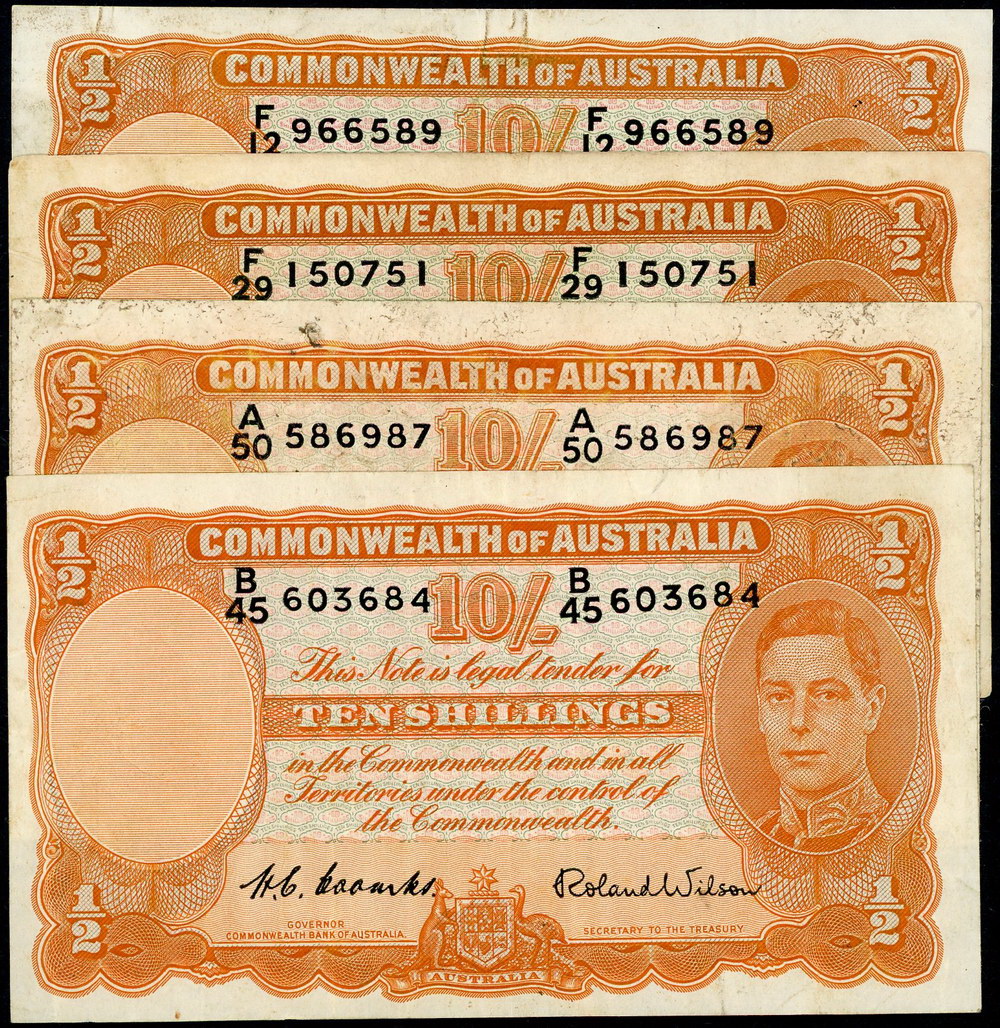 1/2 COMMONWEALTH OF AUSTRALIA 1/2
F/12 966589 10/- F/12 966589
1/2 COMMONWEALTH OF AUSTRALIA 1/2
F/29 150751 10/- F/29 150751
1/2 COMMONWEALTH OF AUSTRALIA 1/2
A/50 586987 10/- A/50 586987
1/2 COMMONWEALTH OF AUSTRALIA 1/2
B/45 603684 10/- B/45 603684
This Note is legal tender for
TEN SHILLINGS
in the Commonwealth and in all
Territories under the control of
the Commonwealth.
H.C. Coombs. Roland Wilson
1/2 1/2
GOVERNOR
COMMONWEALTH BANK OF AUSTRALIA. SECRETARY TO THE TREASURY
AUSTRALIA